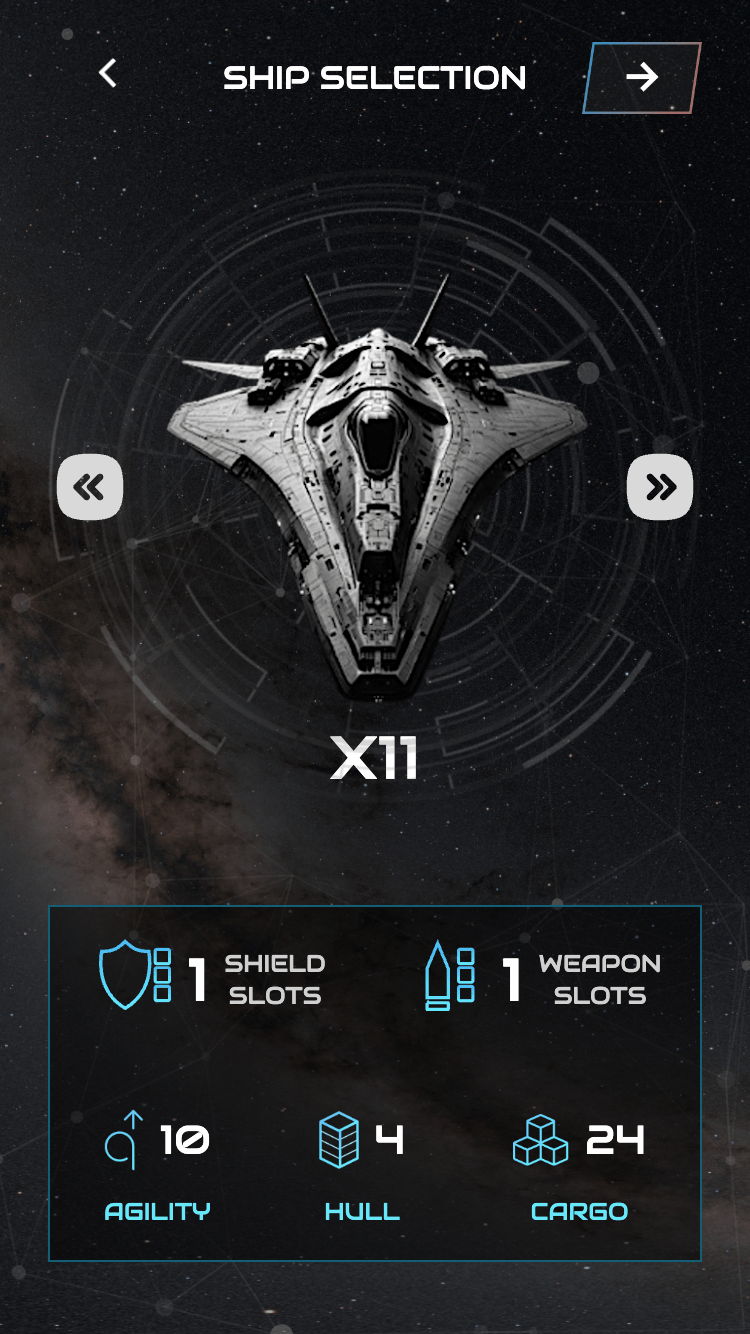 SHIP SELECTION
X11
1 SHIELD SLOTS
1 WEAPON SLOTS
10
4
24
AGILITY
HULL
CARGO